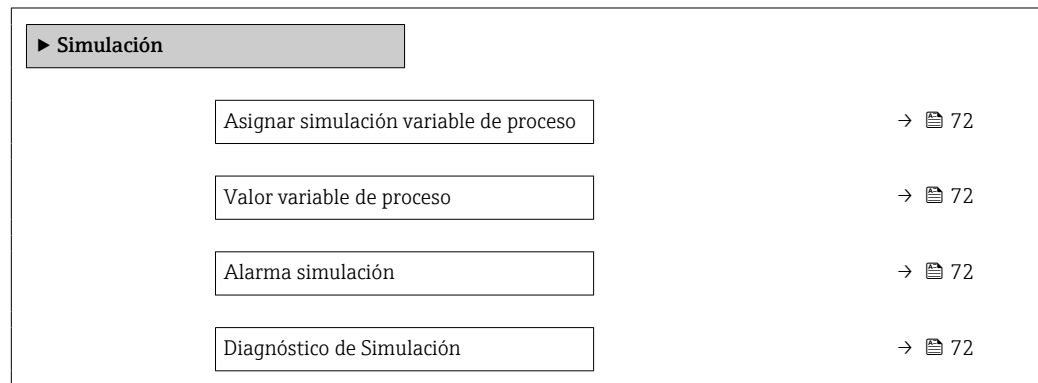 ▶ Simulación
Asignar simulación variable de proceso → 72
Valor variable de proceso → 72
Alarma simulación → 72
Diagnóstico de Simulación → 72